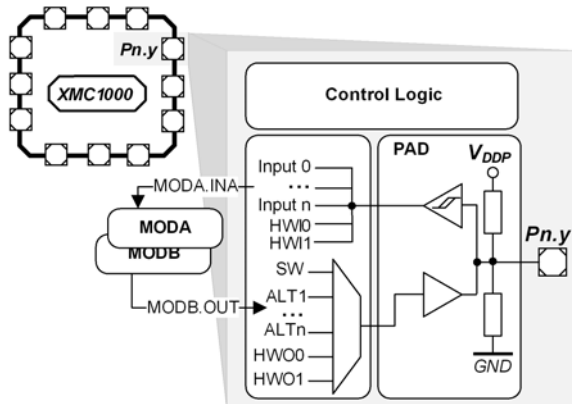 Pn.y
XMC1000
Control Logic
PAD
VDDP
Input 0
...
Input n
HWI0
HWI1
MODA.INA
MODA
MODB
MODB.OUT
SW
ALT1
...
ALTn
HWO0
HWO1
Pn.y
GND